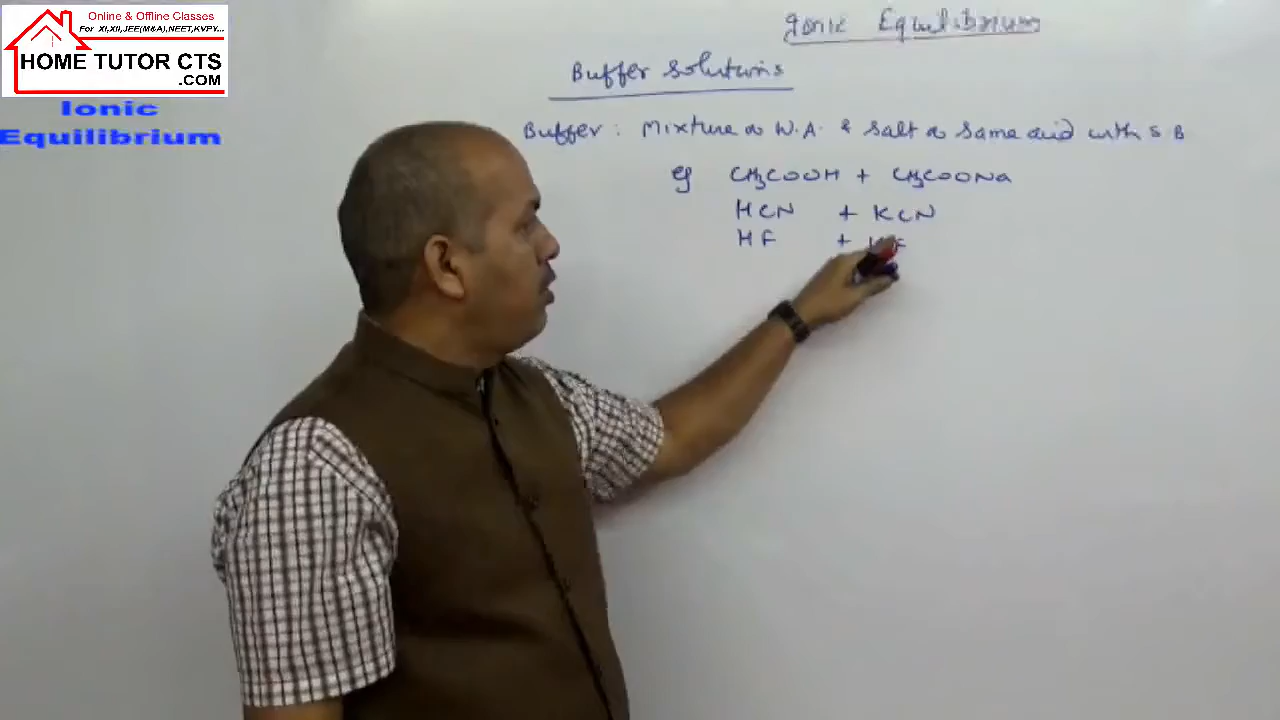 Online & Offline Classes
For XI,XII,JEE(M&A),NEET,KVPY...
HOME TUTOR CTS
.COM
Ionic
Equilibrium
Ionic Equilibrium
Buffer Solutions
Buffer: Mixture of W.A. & Salt of Same acid with S.B
eg CH3COOH + CH3COONa
HCN + KCN
HF +